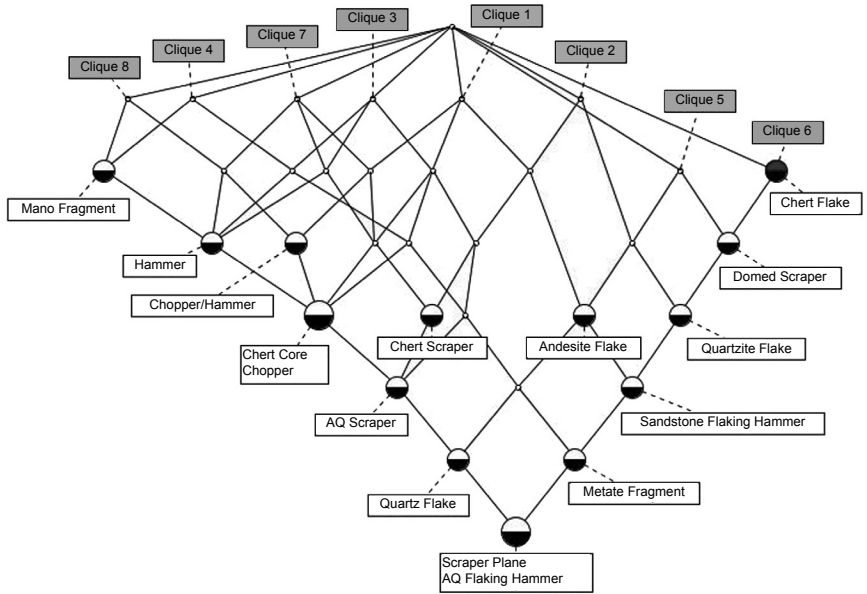 Clique 1
Clique 3
Clique 7
Clique 4
Clique 2
Clique 8
Clique 5
Clique 6
Mano Fragment
Chert Flake
Hammer
Domed Scraper
Chopper/Hammer
Chert Core
Chopper
Chert Scraper
Andesite Flake
Quartzite Flake
AQ Scraper
Sandstone Flaking Hammer
Quartz Flake
Metate Fragment
Scraper Plane
AQ Flaking Hammer